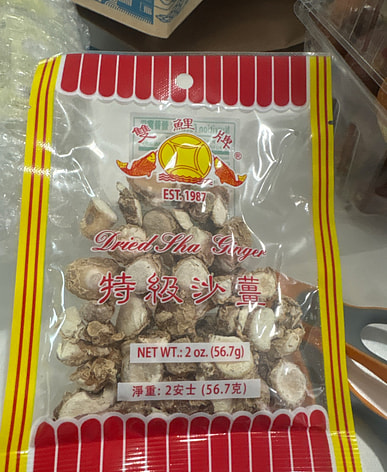 雙鯉牌
®
EST. 1987
Dried Sha Ginger
特級沙薑
NET WT.: 2 oz. (56.7g)
淨重: 2安士 (56.7克)